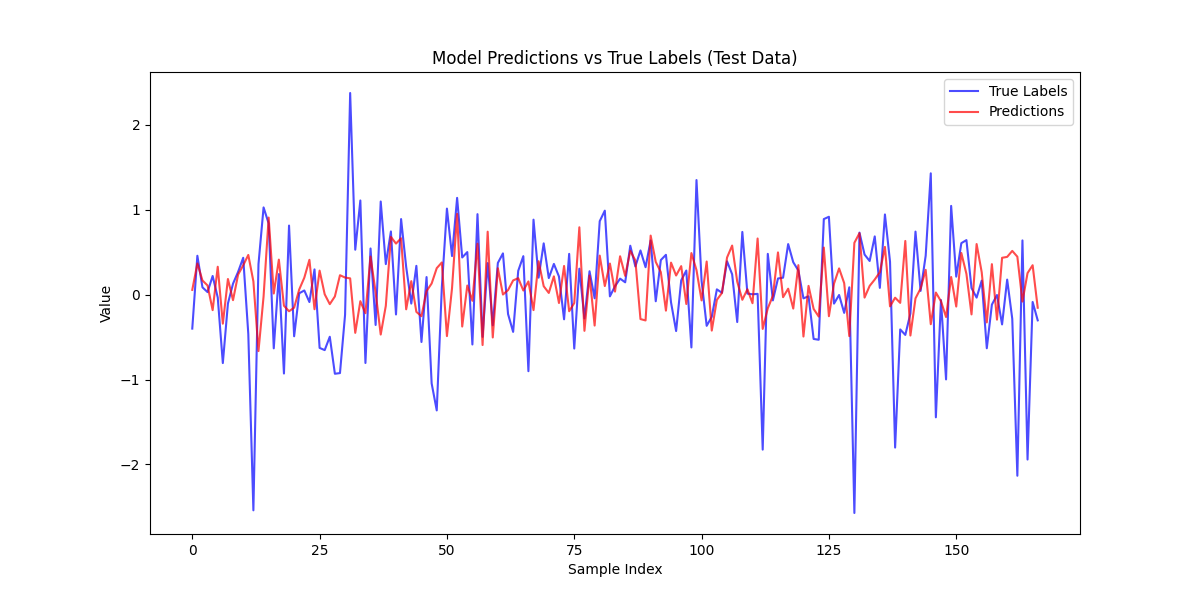 Model Predictions vs True Labels (Test Data)
True Labels
Predictions
Value
2
1
0
−1
−2
0
25
50
75
100
125
150
Sample Index